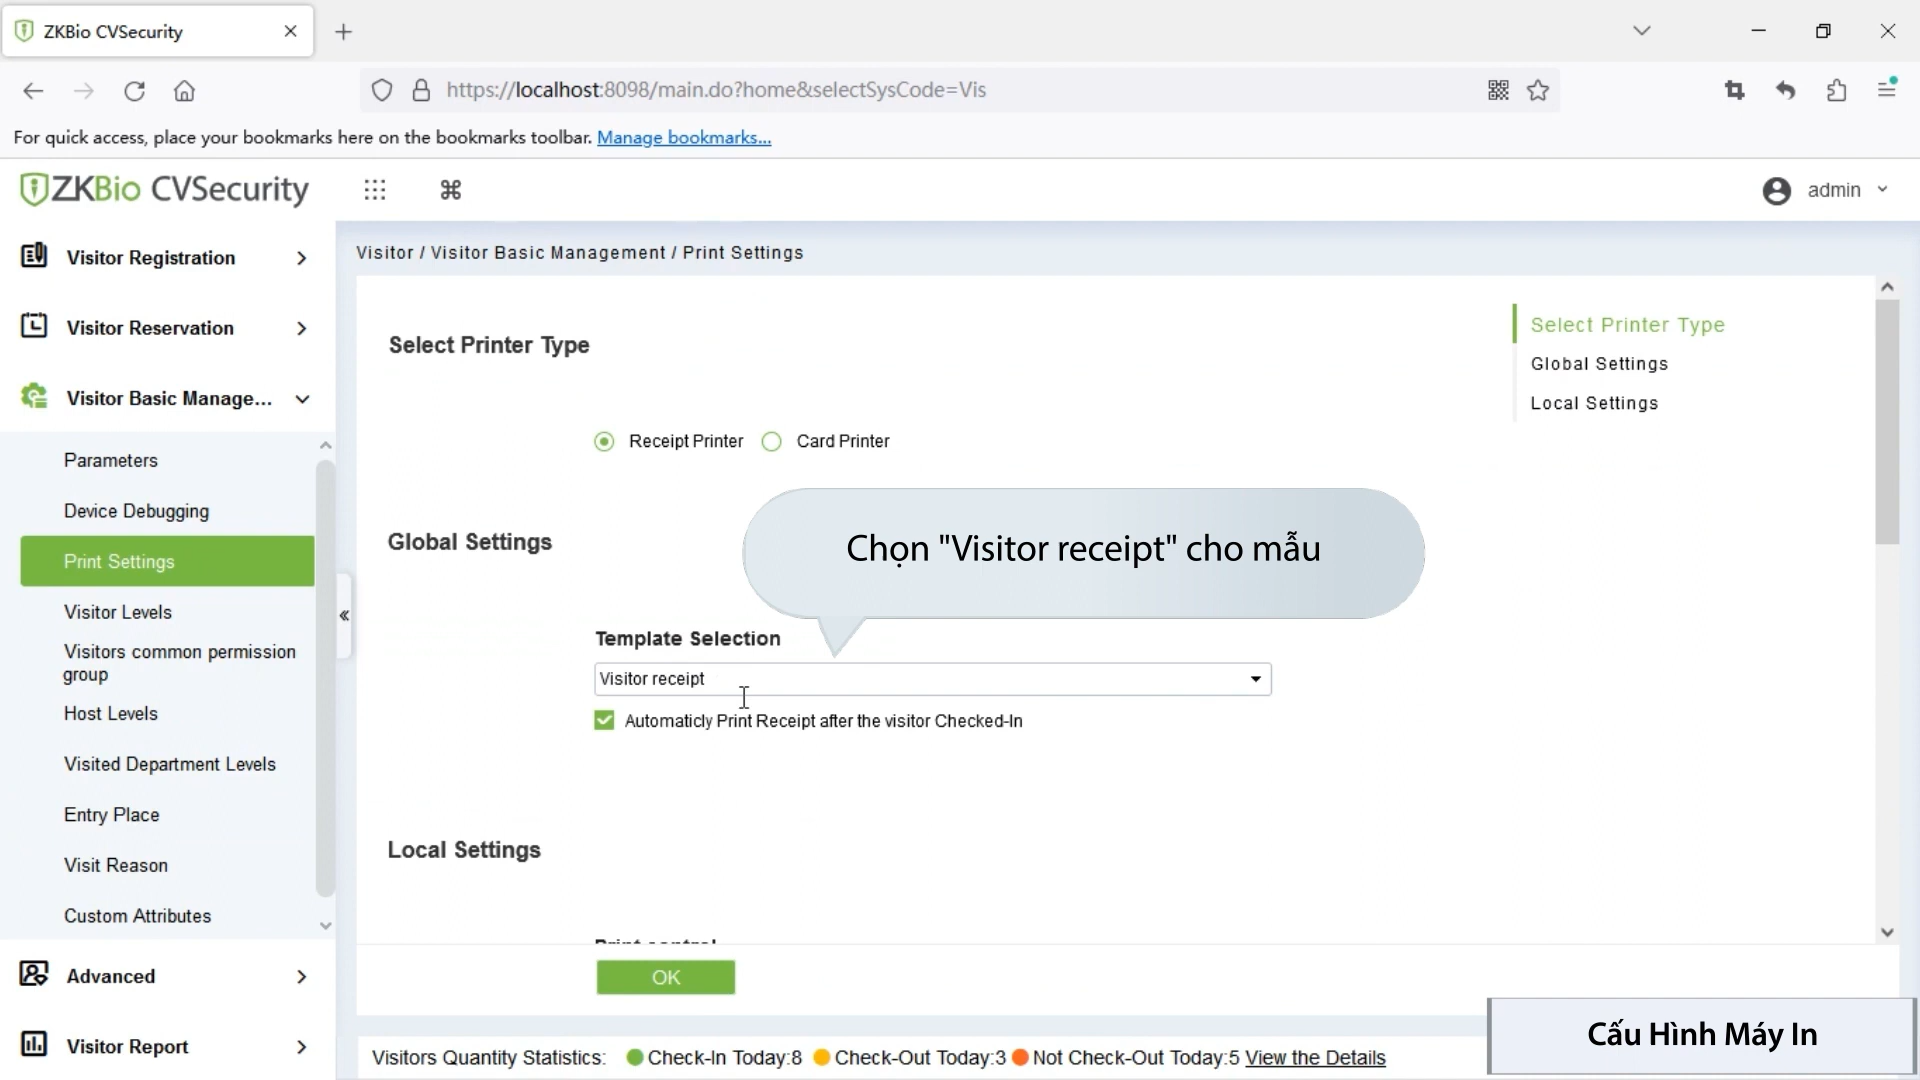 ZKBio CVSecurity
https://localhost:8098/main.do?home&selectSysCode=Vis
For quick access, place your bookmarks here on the bookmarks toolbar. Manage bookmarks...
ZKBio CVSecurity
admin
Visitor Registration
Visitor Reservation
Visitor Basic Manage...
Parameters
Device Debugging
Print Settings
Visitor Levels
Visitors common permission
group
Host Levels
Visited Department Levels
Entry Place
Visit Reason
Custom Attributes
Advanced
Visitor Report
Visitor / Visitor Basic Management / Print Settings
Select Printer Type
Receipt Printer
Card Printer
Global Settings
Chọn "Visitor receipt" cho mẫu
Template Selection
Visitor receipt
Automaticly Print Receipt after the visitor Checked-In
Local Settings
Print control
OK
Select Printer Type
Global Settings
Local Settings
Visitors Quantity Statistics: Check-In Today:8 Check-Out Today:3 Not Check-Out Today:5 View the Details
Cấu Hình Máy In